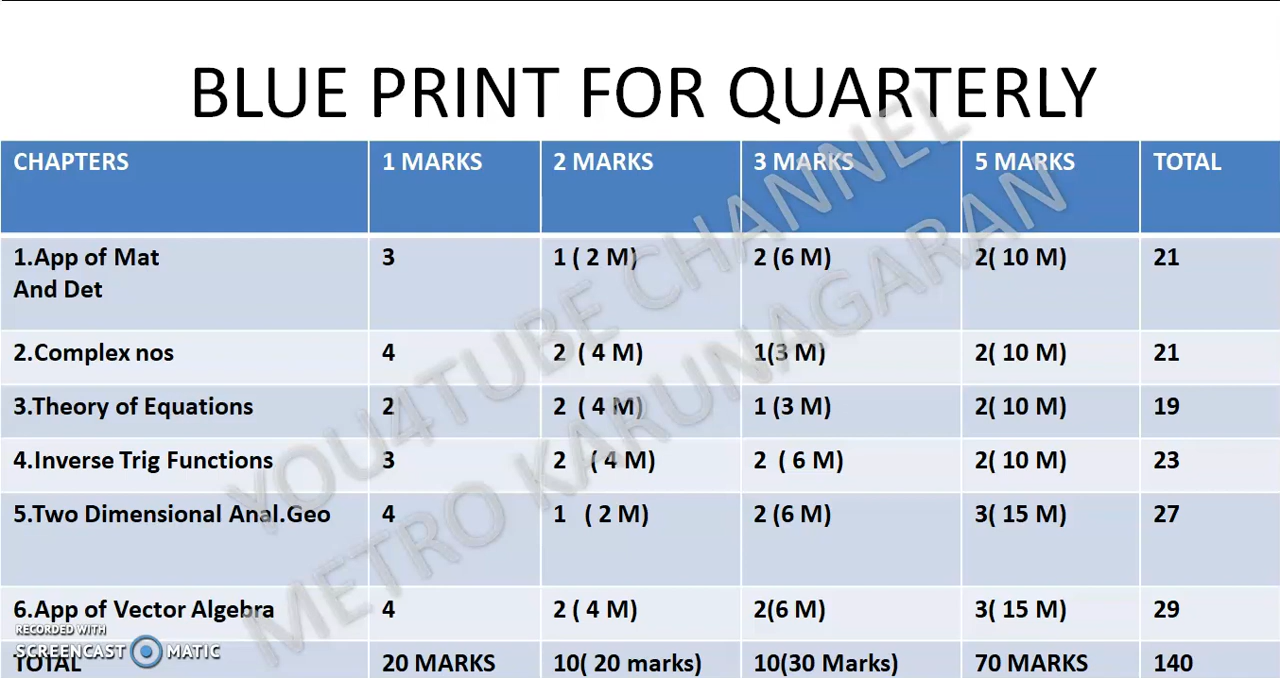 BLUE PRINT FOR QUARTERLY
CHAPTERS 1 MARKS 2 MARKS 3 MARKS 5 MARKS TOTAL
1.App of Mat 3 1 ( 2 M) 2 (6 M) 2( 10 M) 21
And Det
2.Complex nos 4 2 ( 4 M) 1(3 M) 2( 10 M) 21
3.Theory of Equations 2 2 ( 4 M) 1 (3 M) 2( 10 M) 19
4.Inverse Trig Functions 3 2 ( 4 M) 2 ( 6 M) 2( 10 M) 23
5.Two Dimensional Anal.Geo 4 1 ( 2 M) 2 (6 M) 3( 15 M) 27
6.App of Vector Algebra 4 2 ( 4 M) 2(6 M) 3( 15 M) 29
TOTAL 20 MARKS 10( 20 marks) 10(30 Marks) 70 MARKS 140
YOU4TUBE CHANNEL
METRO KARUNAGARAN
RECORDED WITH
SCREENCAST MATIC